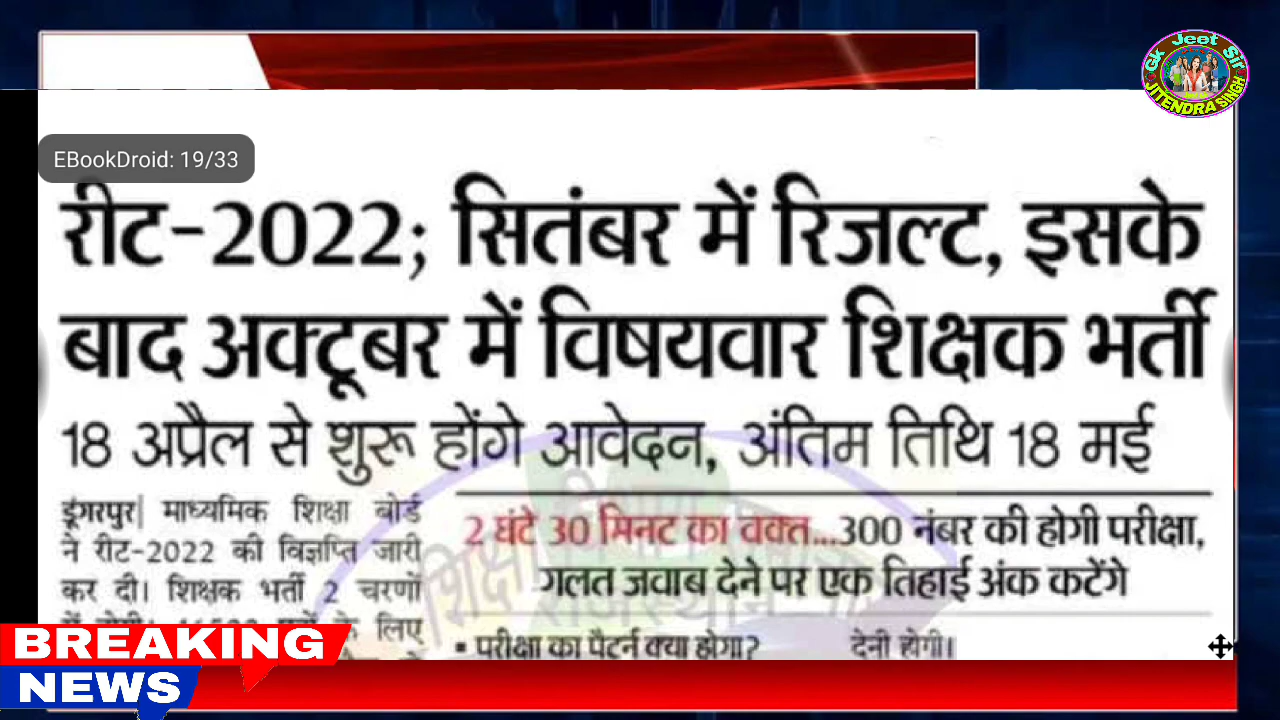 Gk Jeet Sir
JITENDRA SINGH
EBookDroid: 19/33
रीट-2022; सितंबर में रिजल्ट, इसके
बाद अक्टूबर में विषयवार शिक्षक भर्ती
18 अप्रैल से शुरू होंगे आवेदन, अंतिम तिथि 18 मई
डूंगरपुर| माध्यमिक शिक्षा बोर्ड
ने रीट-2022 की विज्ञप्ति जारी
कर दी। शिक्षक भर्ती 2 चरणों
के लिए
2 घंटे 30 मिनट का वक्त...300 नंबर की होगी परीक्षा,
गलत जवाब देने पर एक तिहाई अंक कटेंगे
▪ परीक्षा का पैटर्न क्या होगा?
देनी होगी।
BREAKING
NEWS